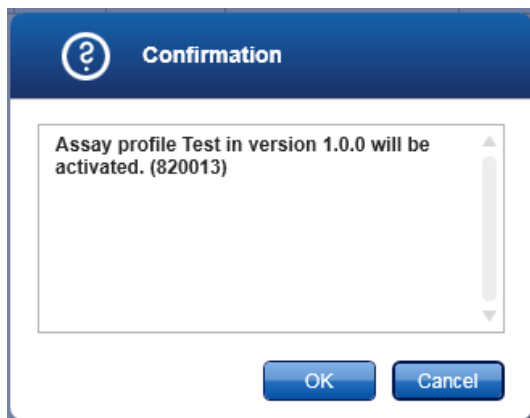 Confirmation
Assay profile Test in version 1.0.0 will be
activated. (820013)
OK
Cancel